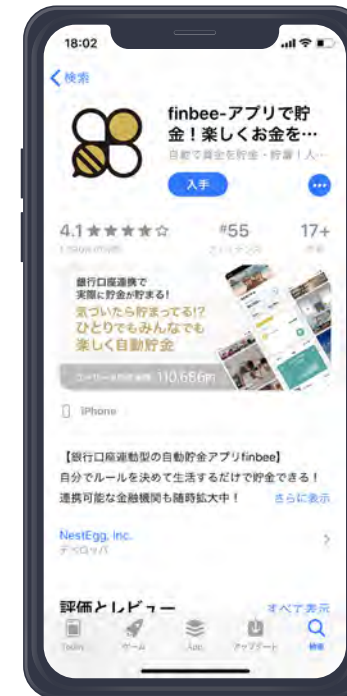 18:02
検索
finbee-アプリで貯
金！楽しくお金を…
自動で資金を貯金・貯蓄！人…
入手
4.1★★★★☆
#55
17+
年齢
銀行口座連携で
実際に貯金が貯まる!
気づいたら貯まってる!?
ひとりでもみんなでも
楽しく自動貯金
110,686円
iPhone
【銀行口座連動型の自動貯金アプリfinbee】
自分でルールを決めて生活するだけで貯金できる！
連携可能な金融機関も随時拡大中！
さらに表示
NestEgg, Inc.
デベロッパ
評価とレビュー
すべて表示
Today
ゲーム
App
アップデート
検索